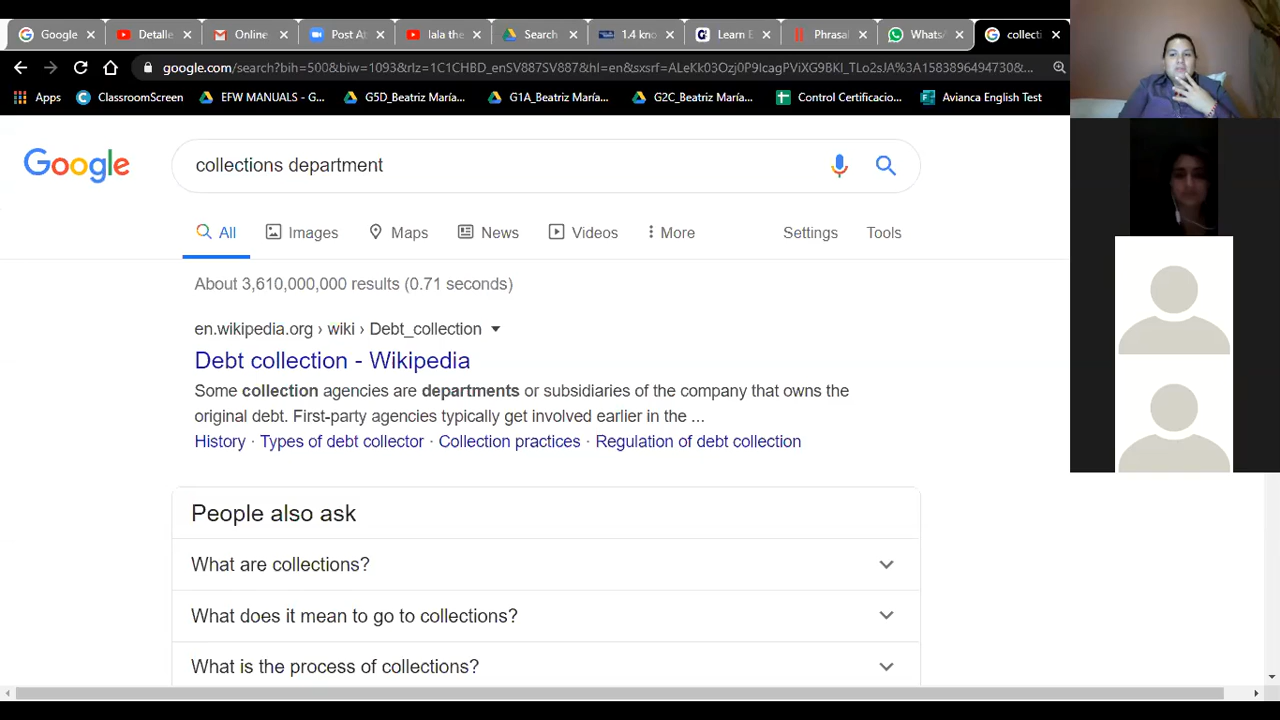 Google
Detalle
Online
Post At
lala the
Search
1.4 kno
Learn E
Phrasal
Whats
collecti
google.com/search?bih=500&biw=1093&rlz=1C1CHBD_enSV887SV887&hl=en&sxsrf=ALeKk03Ozj0P9IcagPViXG9BKI_TLo2sJA%3A1583896494730&...
Apps
ClassroomScreen
EFW MANUALS - G...
G5D_Beatriz María...
G1A_Beatriz María...
G2C_Beatriz María...
Control Certificacio...
Avianca English Test
Google
collections department
All
Images
Maps
News
Videos
More
Settings
Tools
About 3,610,000,000 results (0.71 seconds)
en.wikipedia.org › wiki › Debt_collection
Debt collection - Wikipedia
Some collection agencies are departments or subsidiaries of the company that owns the
original debt. First-party agencies typically get involved earlier in the ...
History · Types of debt collector · Collection practices · Regulation of debt collection
People also ask
What are collections?
What does it mean to go to collections?
What is the process of collections?